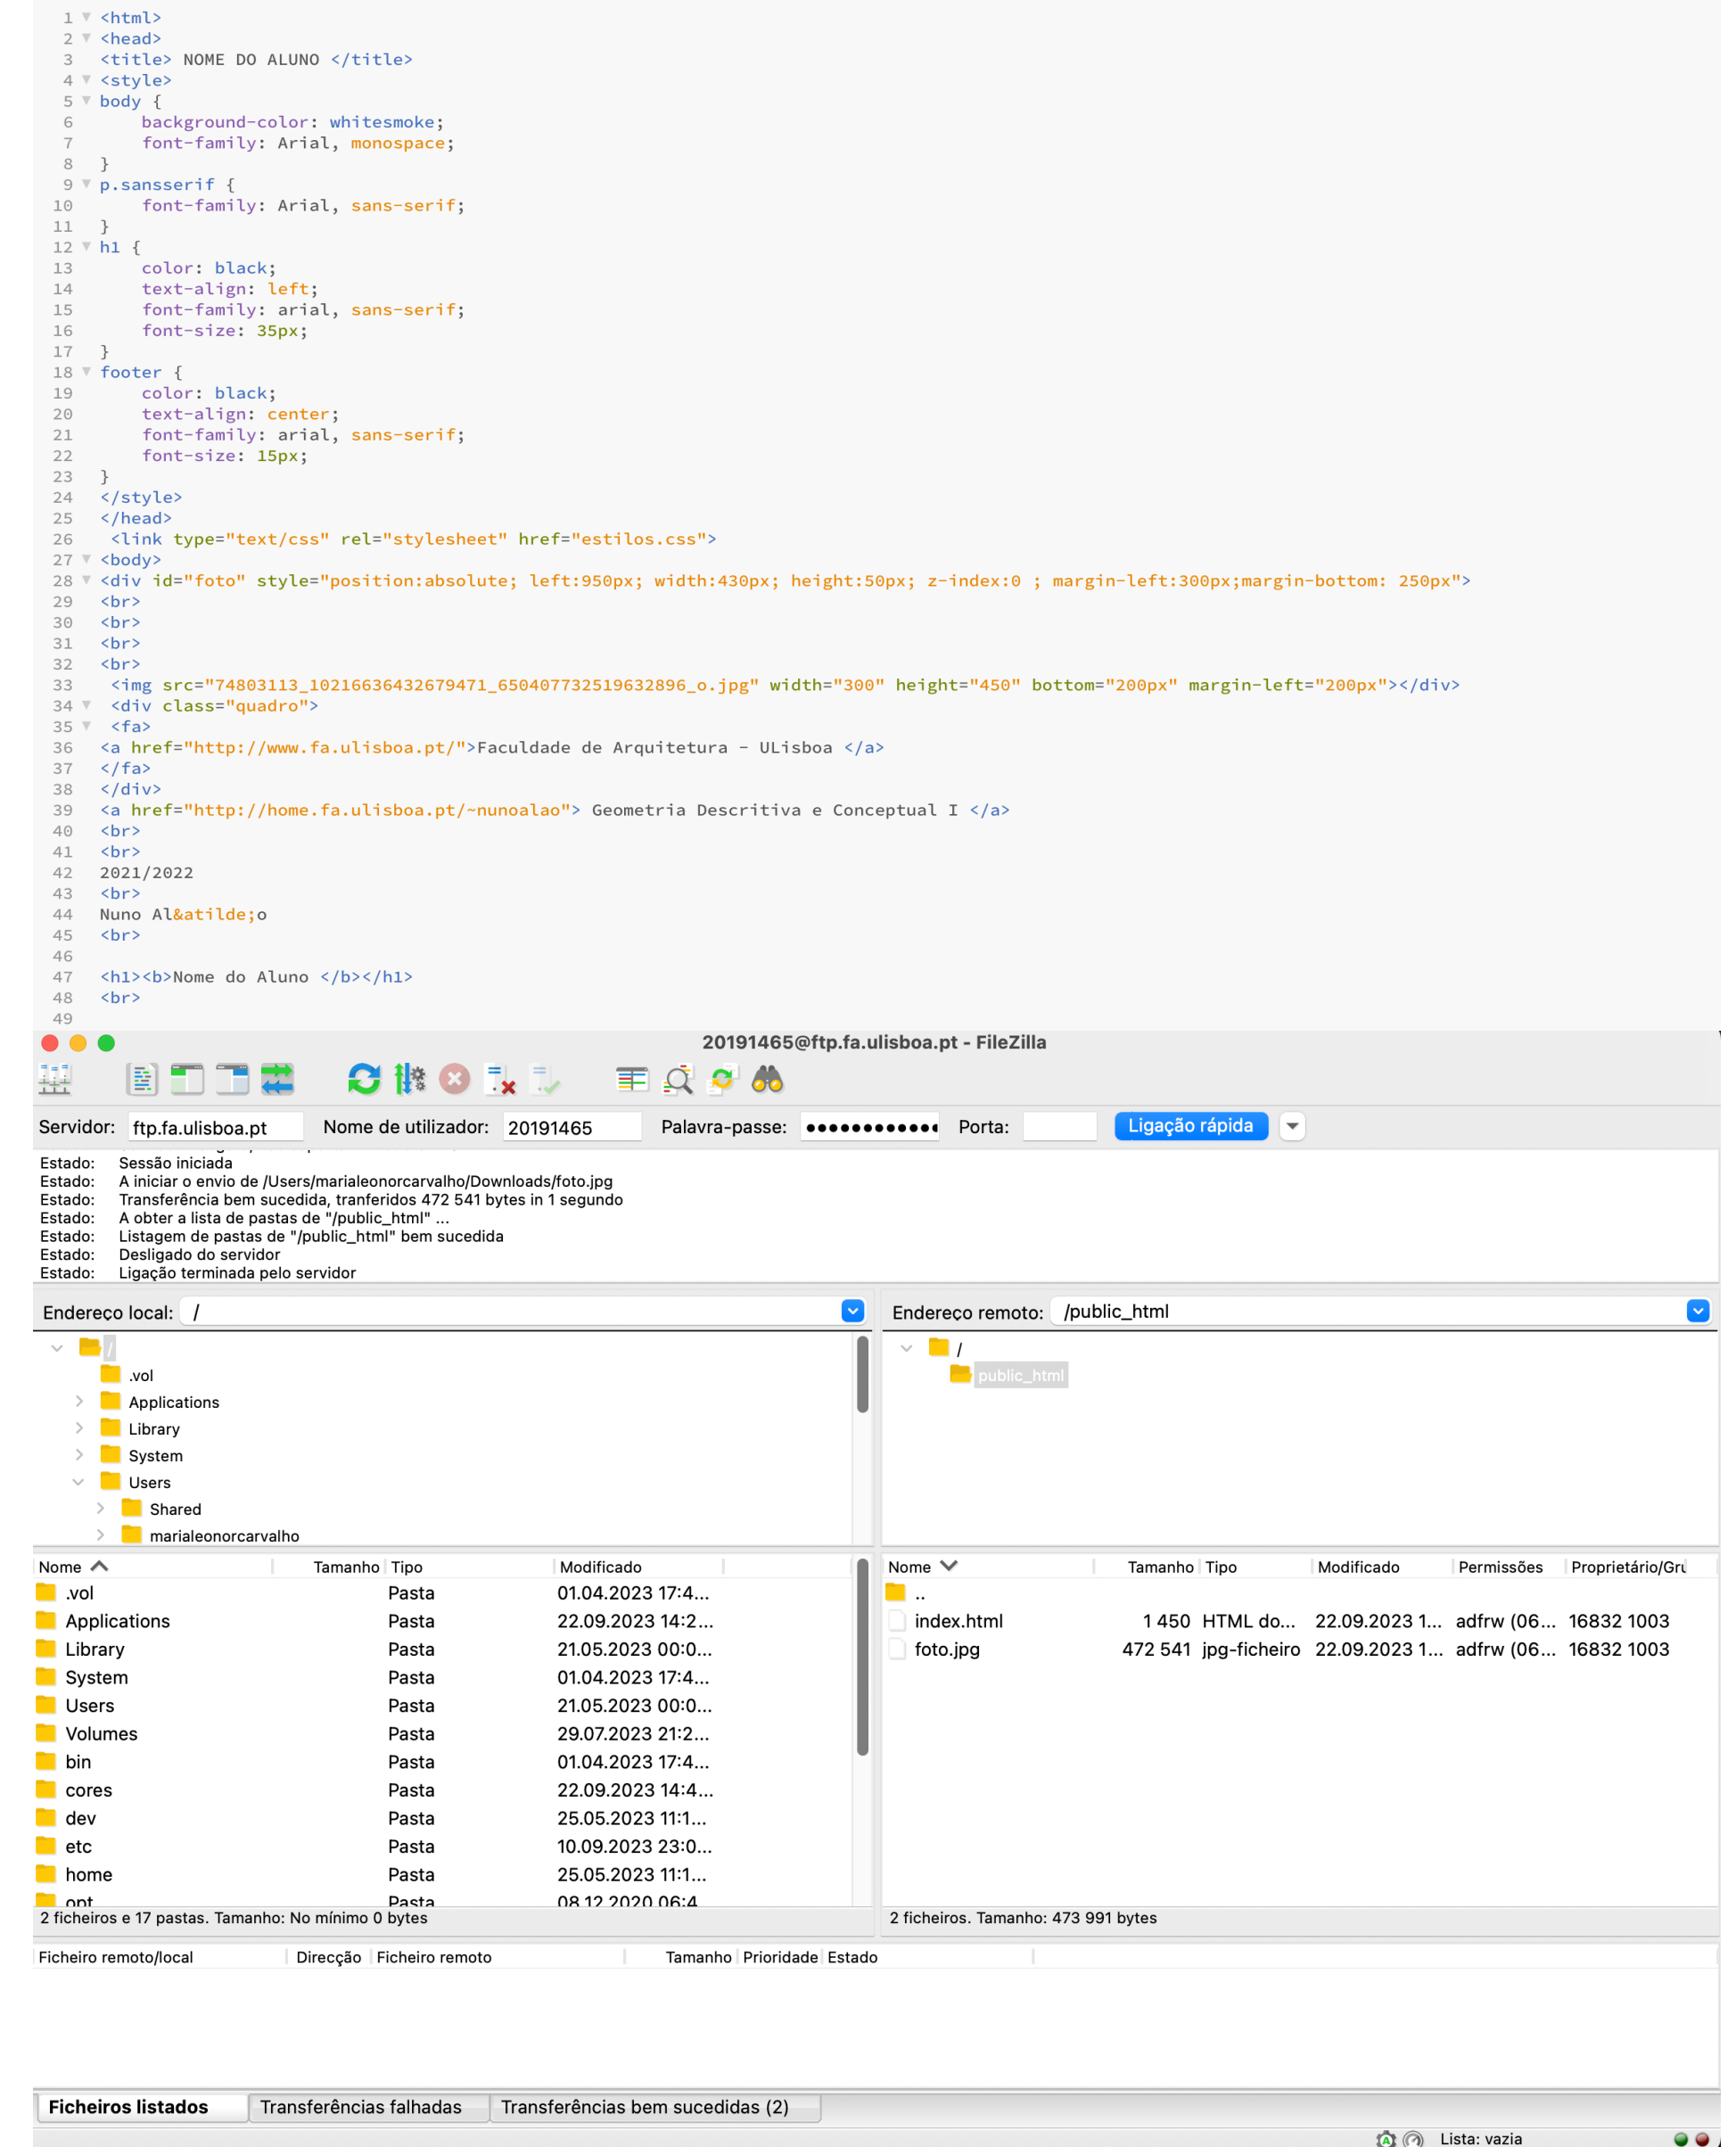 1 <html>
2 <head>
3 <title> NOME DO ALUNO </title>
4 <style>
5 body {
6 background-color: whitesmoke;
7 font-family: Arial, monospace;
8 }
9 p.sansserif {
10 font-family: Arial, sans-serif;
11 }
12 h1 {
13 color: black;
14 text-align: left;
15 font-family: arial, sans-serif;
16 font-size: 35px;
17 }
18 footer {
19 color: black;
20 text-align: center;
21 font-family: arial, sans-serif;
22 font-size: 15px;
23 }
24 </style>
25 </head>
26 <link type="text/css" rel="stylesheet" href="estilos.css">
27 <body>
28 <div id="foto" style="position:absolute; left:950px; width:430px; height:50px; z-index:0 ; margin-left:300px;margin-bottom: 250px">
29 <br>
30 <br>
31 <br>
32 <br>
33 <img src="74803113_10216636432679471_650407732519632896_o.jpg" width="300" height="450" bottom="200px" margin-left="200px"></div>
34 <div class="quadro">
35 <fa>
36 <a href="http://www.fa.ulisboa.pt/">Faculdade de Arquitetura - ULisboa </a>
37 </fa>
38 </div>
39 <a href="http://home.fa.ulisboa.pt/~nunoalao"> Geometria Descritiva e Conceptual I </a>
40 <br>
41 <br>
42 2021/2022
43 <br>
44 Nuno Al&atilde;o
45 <br>
46
47 <h1><b>Nome do Aluno </b></h1>
48 <br>
49
20191465@ftp.fa.ulisboa.pt - FileZilla
Servidor: ftp.fa.ulisboa.pt Nome de utilizador: 20191465 Palavra-passe: ●●●●●●●●●●●● Porta: Ligação rápida
Estado: Sessão iniciada
Estado: A iniciar o envio de /Users/marialeonorcarvalho/Downloads/foto.jpg
Estado: Transferência bem sucedida, tranferidos 472 541 bytes in 1 segundo
Estado: A obter a lista de pastas de "/public_html" ...
Estado: Listagem de pastas de "/public_html" bem sucedida
Estado: Desligado do servidor
Estado: Ligação terminada pelo servidor
Endereço local: /
/
.vol
Applications
Library
System
Users
Shared
marialeonorcarvalho
Endereço remoto: /public_html
/
public_html
Nome Tamanho Tipo Modificado
.vol Pasta 01.04.2023 17:4...
Applications Pasta 22.09.2023 14:2...
Library Pasta 21.05.2023 00:0...
System Pasta 01.04.2023 17:4...
Users Pasta 21.05.2023 00:0...
Volumes Pasta 29.07.2023 21:2...
bin Pasta 01.04.2023 17:4...
cores Pasta 22.09.2023 14:4...
dev Pasta 25.05.2023 11:1...
etc Pasta 10.09.2023 23:0...
home Pasta 25.05.2023 11:1...
opt Pasta 08.12.2020 06:4
2 ficheiros e 17 pastas. Tamanho: No mínimo 0 bytes
Nome Tamanho Tipo Modificado Permissões Proprietário/Gru
..
index.html 1 450 HTML do... 22.09.2023 1... adfrw (06... 16832 1003
foto.jpg 472 541 jpg-ficheiro 22.09.2023 1... adfrw (06... 16832 1003
2 ficheiros. Tamanho: 473 991 bytes
Ficheiro remoto/local Direcção Ficheiro remoto Tamanho Prioridade Estado
Ficheiros listados Transferências falhadas Transferências bem sucedidas (2)
Lista: vazia